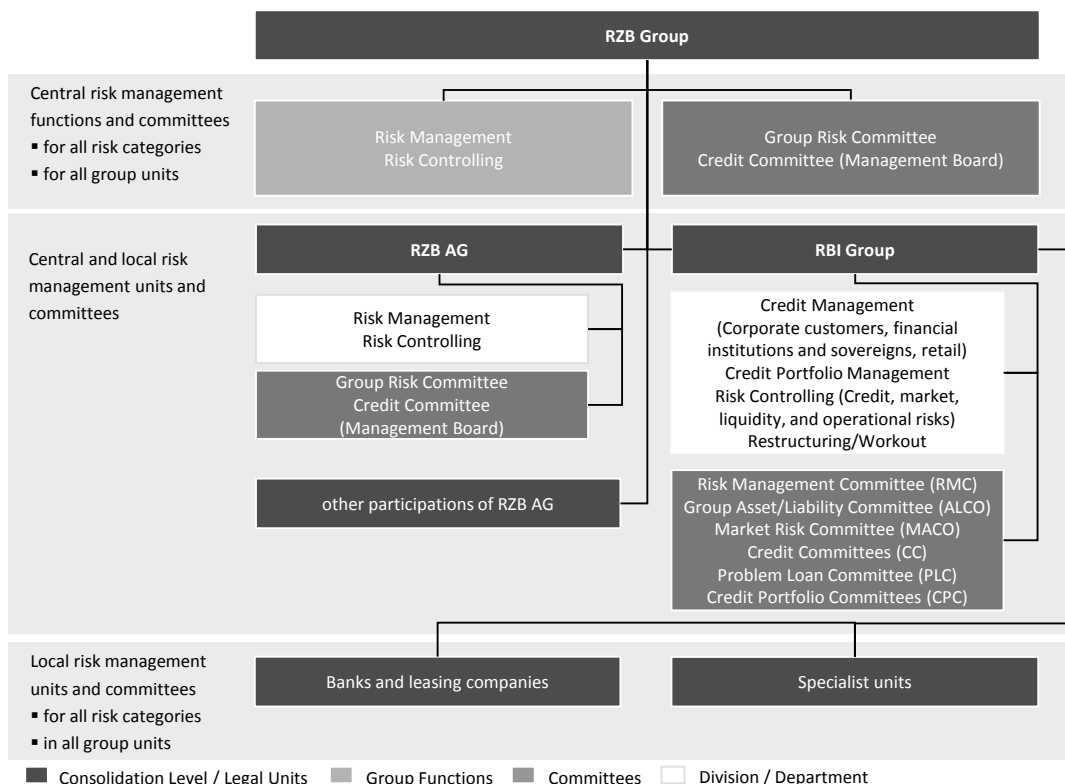 RZB Group
Central risk management
functions and committees
▪ for all risk categories
▪ for all group units
Risk Management
Risk Controlling
Group Risk Committee
Credit Committee (Management Board)
Central and local risk
management units and
committees
RZB AG
Risk Management
Risk Controlling
Group Risk Committee
Credit Committee
(Management Board)
other participations of RZB AG
RBI Group
Credit Management
(Corporate customers, financial
institutions and sovereigns, retail)
Credit Portfolio Management
Risk Controlling (Credit, market,
liquidity, and operational risks)
Restructuring/Workout
Risk Management Committee (RMC)
Group Asset/Liability Committee (ALCO)
Market Risk Committee (MACO)
Credit Committees (CC)
Problem Loan Committee (PLC)
Credit Portfolio Committees (CPC)
Local risk management
units and committees
▪ for all risk categories
▪ in all group units
Banks and leasing companies
Specialist units
Consolidation Level / Legal Units
Group Functions
Committees
Division / Department